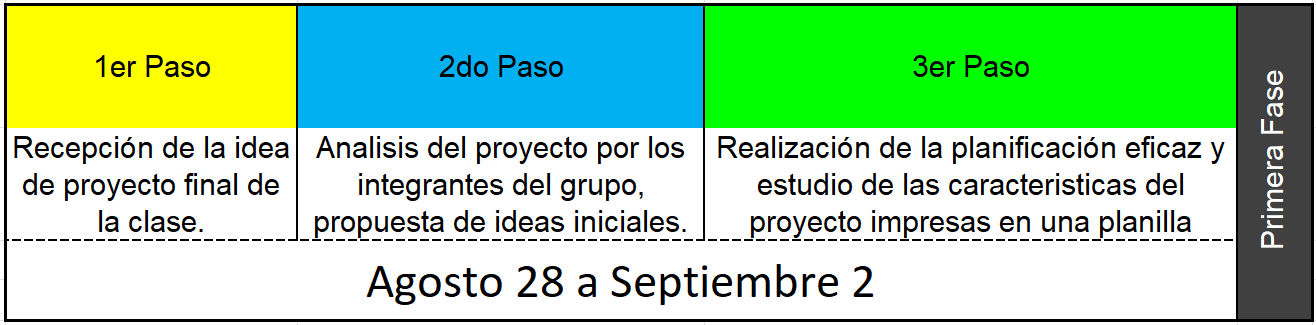 1er Paso
2do Paso
3er Paso
Recepción de la idea
de proyecto final de
la clase.
Analisis del proyecto por los
integrantes del grupo,
propuesta de ideas iniciales.
Realización de la planificación eficaz y
estudio de las caracteristicas del
proyecto impresas en una planilla
Agosto 28 a Septiembre 2
Primera Fase